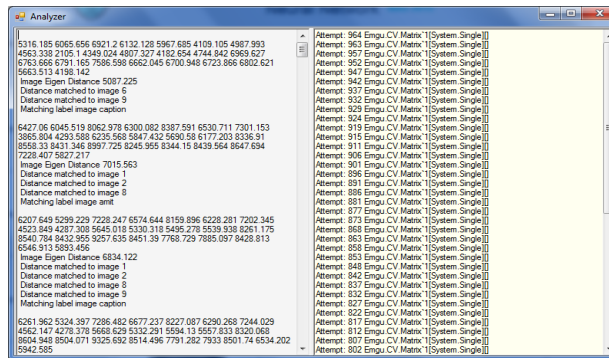 Analyzer
5316.185 6065.656 6921.2 6132.128 5967.685 4109.105 4987.993
4563.338 2105.1 4349.024 4807.327 4182.654 4744.842 6969.627
6763.666 6791.165 7586.598 6662.045 6700.948 6723.866 6802.621
5663.513 4198.142
Image Eigen Distance 5087.225
Distance matched to image 6
Distance matched to image 9
Matching label image caption
6427.06 6045.519 8062.978 6300.082 8387.591 6530.711 7301.153
3865.804 4293.588 6235.568 5847.432 5690.58 6177.203 8336.91
8558.33 8431.346 8997.725 8245.955 8344.15 8439.564 8647.694
7228.407 5827.217
Image Eigen Distance 7015.563
Distance matched to image 1
Distance matched to image 2
Distance matched to image 8
Matching label image amit
6207.649 5299.229 7228.247 6574.644 8159.896 6228.281 7202.345
4523.849 4287.308 5645.018 5330.318 5495.278 5539.938 8261.175
8540.784 8432.955 9257.635 8451.39 7768.729 7885.097 8428.813
6546.913 5893.456
Image Eigen Distance 6834.122
Distance matched to image 1
Distance matched to image 2
Distance matched to image 8
Distance matched to image 9
Matching label image caption
6261.962 5324.397 7286.482 6677.237 8227.087 6290.268 7244.029
4562.147 4278.378 5668.629 5332.291 5594.13 5557.833 8320.068
8604.948 8504.071 9325.692 8514.496 7791.282 7933 8501.74 6534.202
5942.585
Attempt: 964 Emgu.CV.Matrix`1[System.Single][]
Attempt: 963 Emgu.CV.Matrix`1[System.Single][]
Attempt: 962 Emgu.CV.Matrix`1[System.Single][]
Attempt: 952 Emgu.CV.Matrix`1[System.Single][]
Attempt: 947 Emgu.CV.Matrix`1[System.Single][]
Attempt: 942 Emgu.CV.Matrix`1[System.Single][]
Attempt: 937 Emgu.CV.Matrix`1[System.Single][]
Attempt: 932 Emgu.CV.Matrix`1[System.Single][]
Attempt: 929 Emgu.CV.Matrix`1[System.Single][]
Attempt: 924 Emgu.CV.Matrix`1[System.Single][]
Attempt: 919 Emgu.CV.Matrix`1[System.Single][]
Attempt: 915 Emgu.CV.Matrix`1[System.Single][]
Attempt: 911 Emgu.CV.Matrix`1[System.Single][]
Attempt: 906 Emgu.CV.Matrix`1[System.Single][]
Attempt: 901 Emgu.CV.Matrix`1[System.Single][]
Attempt: 896 Emgu.CV.Matrix`1[System.Single][]
Attempt: 891 Emgu.CV.Matrix`1[System.Single][]
Attempt: 886 Emgu.CV.Matrix`1[System.Single][]
Attempt: 881 Emgu.CV.Matrix`1[System.Single][]
Attempt: 877 Emgu.CV.Matrix`1[System.Single][]
Attempt: 873 Emgu.CV.Matrix`1[System.Single][]
Attempt: 868 Emgu.CV.Matrix`1[System.Single][]
Attempt: 863 Emgu.CV.Matrix`1[System.Single][]
Attempt: 858 Emgu.CV.Matrix`1[System.Single][]
Attempt: 853 Emgu.CV.Matrix`1[System.Single][]
Attempt: 848 Emgu.CV.Matrix`1[System.Single][]
Attempt: 842 Emgu.CV.Matrix`1[System.Single][]
Attempt: 837 Emgu.CV.Matrix`1[System.Single][]
Attempt: 832 Emgu.CV.Matrix`1[System.Single][]
Attempt: 827 Emgu.CV.Matrix`1[System.Single][]
Attempt: 822 Emgu.CV.Matrix`1[System.Single][]
Attempt: 817 Emgu.CV.Matrix`1[System.Single][]
Attempt: 812 Emgu.CV.Matrix`1[System.Single][]
Attempt: 807 Emgu.CV.Matrix`1[System.Single][]
Attempt: 802 Emgu.CV.Matrix`1[System.Single][]